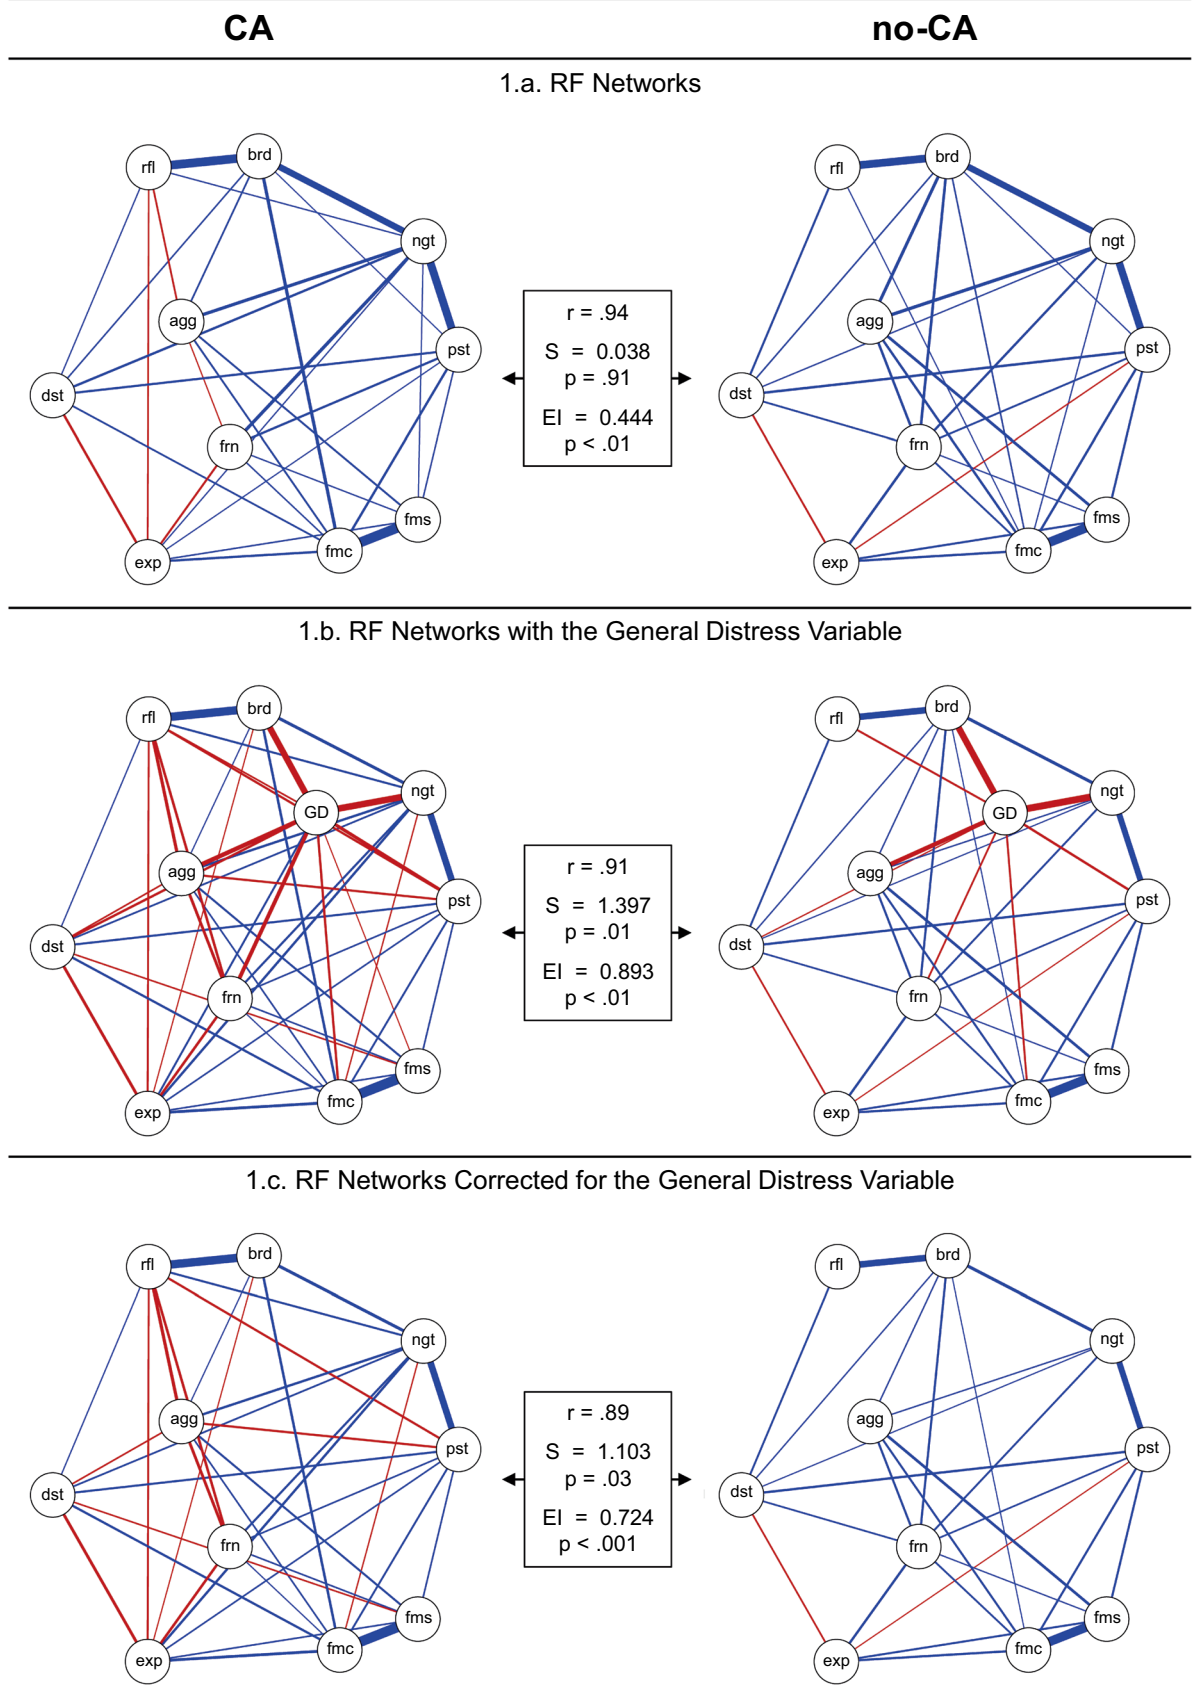 CA no-CA
1.a. RF Networks
rfl brd ngt agg pst dst frn fms fmc exp
r = .94
S = 0.038
p = .91
EI = 0.444
p < .01
rfl brd ngt agg pst dst frn fms fmc exp
1.b. RF Networks with the General Distress Variable
rfl brd ngt GD agg pst dst frn fms fmc exp
r = .91
S = 1.397
p = .01
EI = 0.893
p < .01
rfl brd ngt GD agg pst dst frn fms fmc exp
1.c. RF Networks Corrected for the General Distress Variable
rfl brd ngt agg pst dst frn fms fmc exp
r = .89
S = 1.103
p = .03
EI = 0.724
p < .001
rfl brd ngt agg pst dst frn fms fmc exp